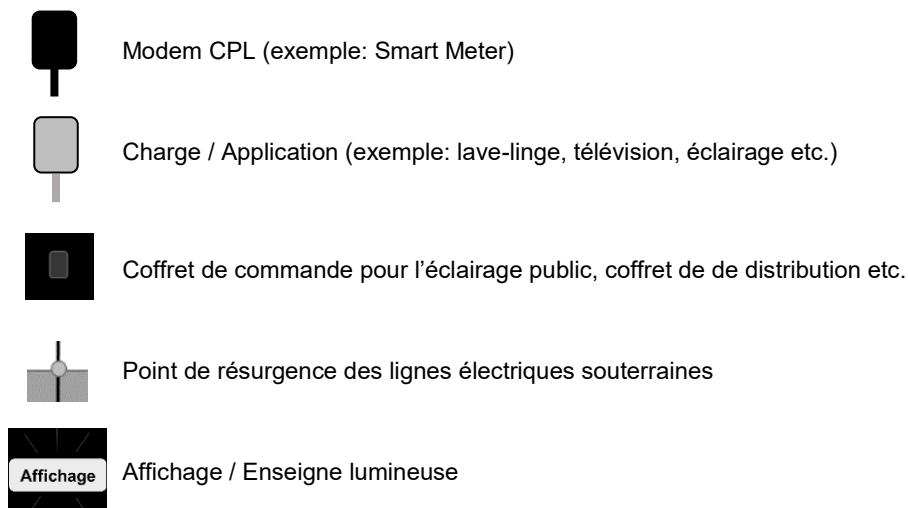 Modem CPL (exemple: Smart Meter)
Charge / Application (exemple: lave-linge, télévision, éclairage etc.)
Coffret de commande pour l’éclairage public, coffret de de distribution etc.
Point de résurgence des lignes électriques souterraines
Affichage Affichage / Enseigne lumineuse